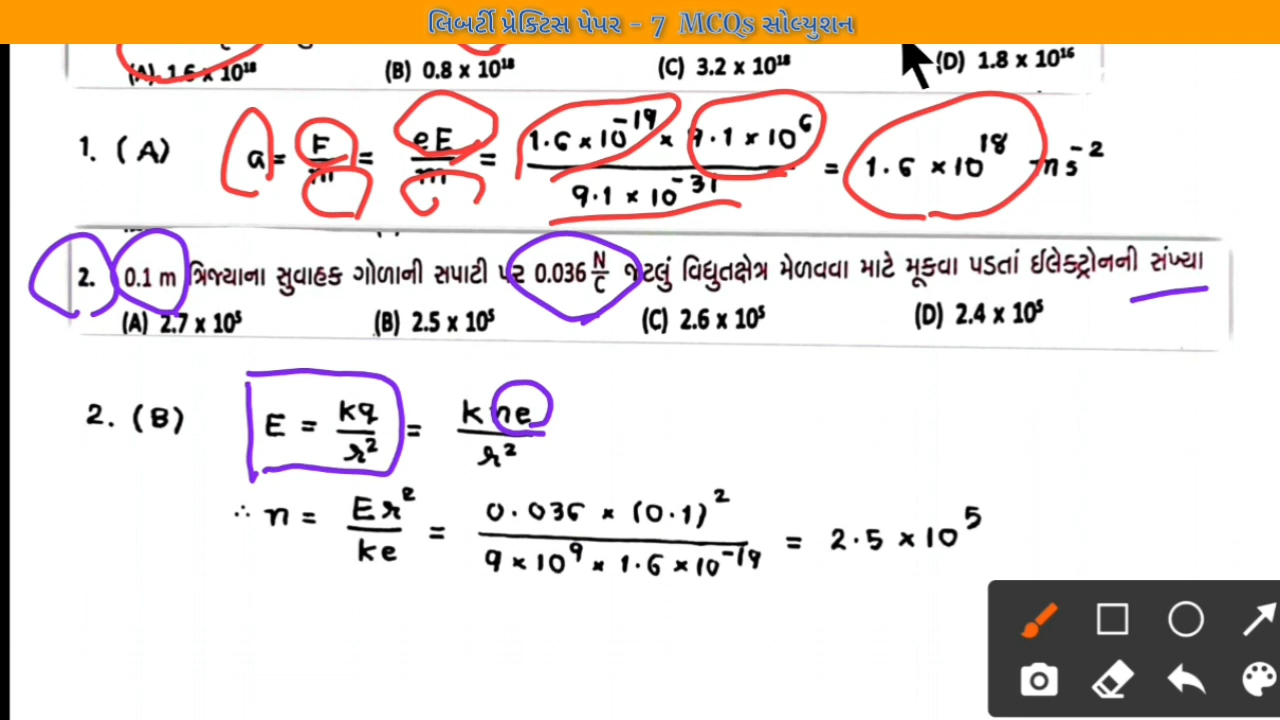 લિબર્ટી પ્રેક્ટિસ પેપર - 7 MCQs સોલ્યુશન
(A) 1.6 x 10¹⁸ (B) 0.8 x 10¹⁸ (C) 3.2 x 10¹⁸ (D) 1.8 x 10¹⁶
1. (A) a = F/m = eE/m = 1.6 × 10⁻¹⁹ × 9.1 × 10⁶ / 9.1 × 10⁻³¹ = 1.6 × 10¹⁸ ms⁻²
2. 0.1 m ત્રિજ્યાના સુવાહક ગોળાની સપાટી પર 0.036 N/C જેટલું વિદ્યુતક્ષેત્ર મેળવવા માટે મૂકવા પડતાં ઈલેક્ટ્રોનની સંખ્યા
(A) 2.7 x 10⁵ (B) 2.5 x 10⁵ (C) 2.6 x 10⁵ (D) 2.4 x 10⁵
2. (B) E = kq/r² = kne/r²
∴ n = Er²/ke = 0.036 × (0.1)² / 9 × 10⁹ × 1.6 × 10⁻¹⁹ = 2.5 × 10⁵